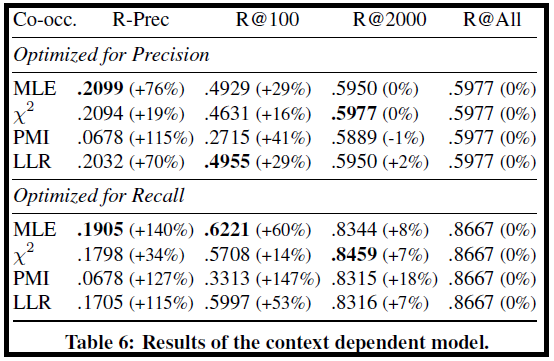 Co-occ. R-Prec R@100 R@2000 R@All
Optimized for Precision
MLE .2099 (+76%) .4929 (+29%) .5950 (0%) .5977 (0%)
χ2 .2094 (+19%) .4631 (+16%) .5977 (0%) .5977 (0%)
PMI .0678 (+115%) .2715 (+41%) .5889 (-1%) .5977 (0%)
LLR .2032 (+70%) .4955 (+29%) .5950 (+2%) .5977 (0%)
Optimized for Recall
MLE .1905 (+140%) .6221 (+60%) .8344 (+8%) .8667 (0%)
χ2 .1798 (+34%) .5708 (+14%) .8459 (+7%) .8667 (0%)
PMI .0678 (+127%) .3313 (+147%) .8315 (+18%) .8667 (0%)
LLR .1705 (+115%) .5997 (+53%) .8316 (+7%) .8667 (0%)
Table 6: Results of the context dependent model.